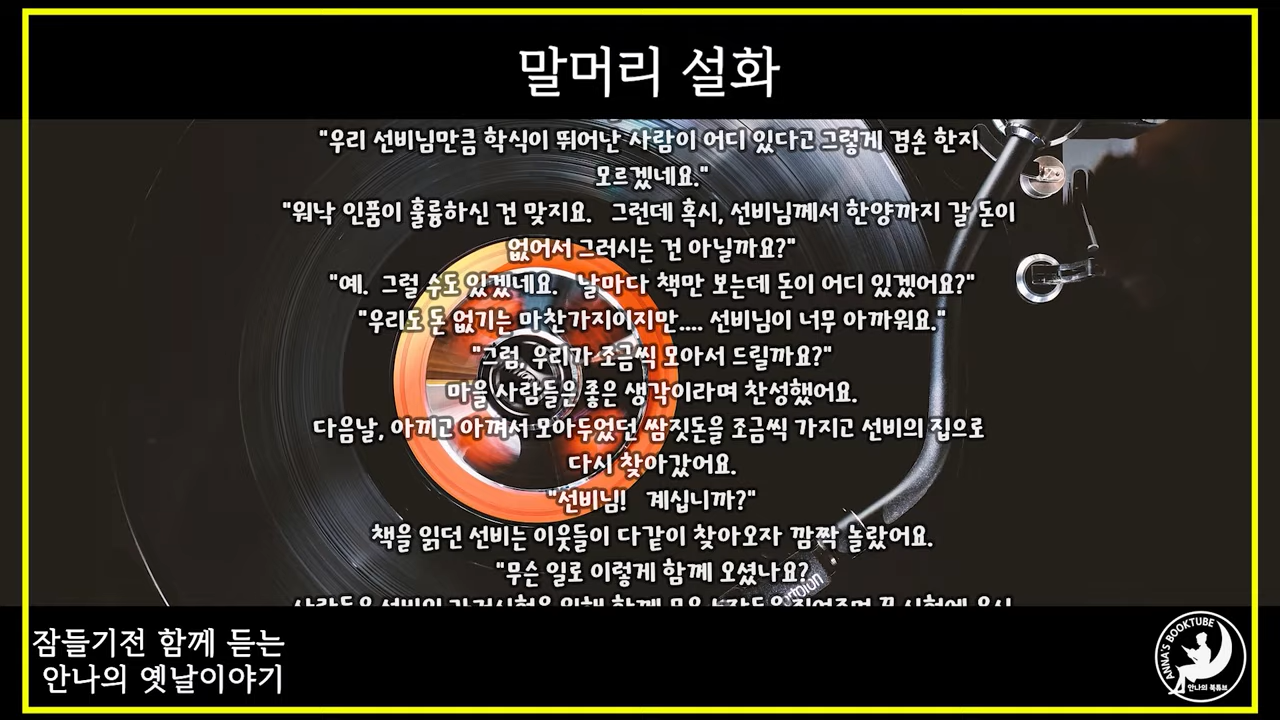 말머리 설화
"우리 선비님만큼 학식이 뛰어난 사람이 어디 있다고 그렇게 겸손 한지
모르겠네요."
"워낙 인품이 훌륭하신 건 맞지요. 그런데 혹시, 선비님께서 한양까지 갈 돈이
없어서 그러시는 건 아닐까요?"
"예. 그럴 수도 있겠네요. 날마다 책만 보는데 돈이 어디 있겠어요?"
"우리도 돈 없기는 마찬가지이지만.... 선비님이 너무 아까워요."
"그럼, 우리가 조금씩 모아서 드릴까요?"
마을 사람들은 좋은 생각이라며 찬성했어요.
다음날, 아끼고 아껴서 모아두었던 쌈짓돈을 조금씩 가지고 선비의 집으로
다시 찾아갔어요.
"선비님! 계십니까?"
책을 읽던 선비는 이웃들이 다같이 찾아오자 깜짝 놀랐어요.
"무슨 일로 이렇게 함께 오셨나요?
잠들기전 함께 듣는
안나의 옛날이야기
ANNA'S BOOKTUBE
안나의 북튜브